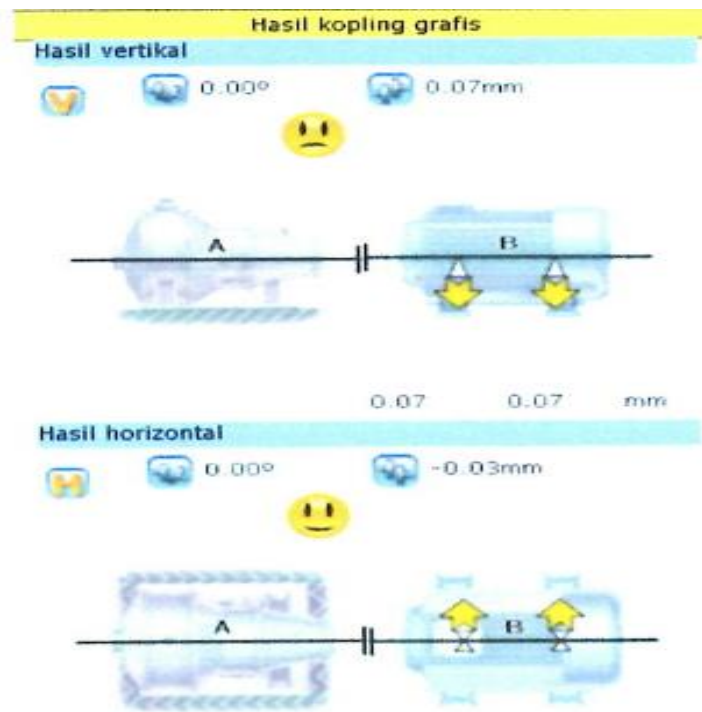 Hasil kopling grafis
Hasil vertikal
V 0.00° 0.07mm
A B
0.07 0.07 mm
Hasil horizontal
H 0.00° -0.03mm
A B